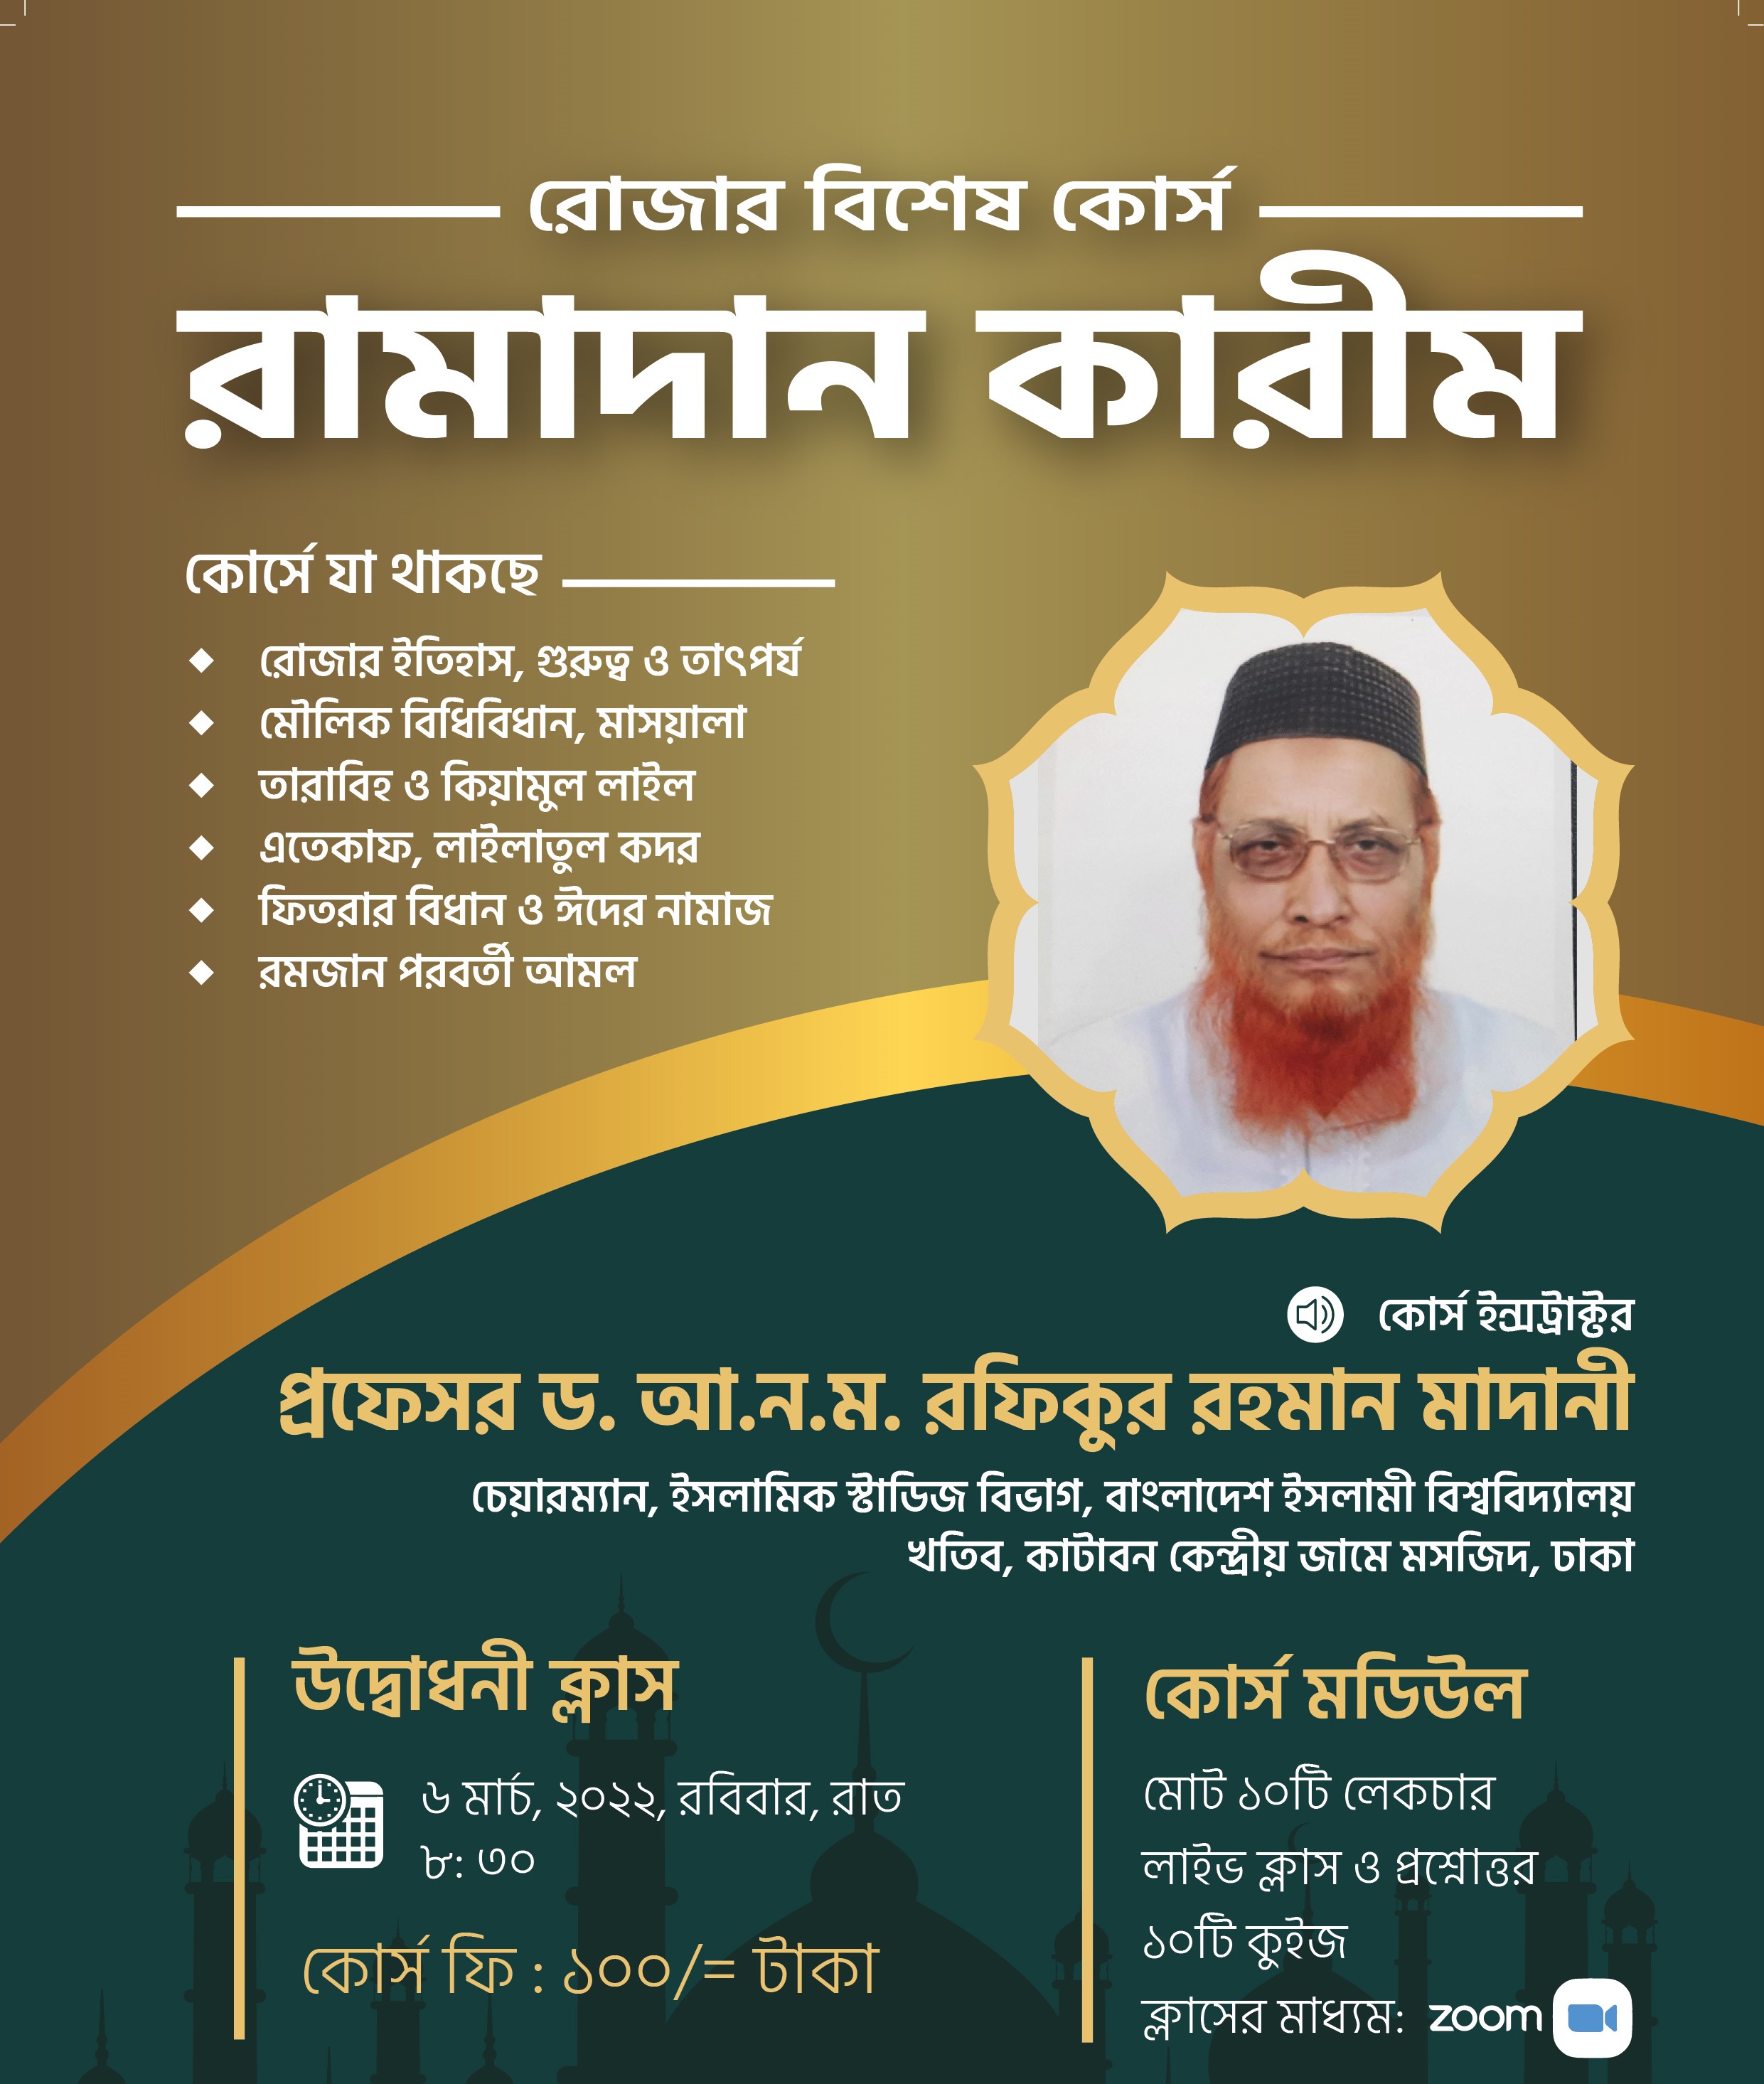 রোজার বিশেষ কোর্স
রামাদান কারীম
কোর্সে যা থাকছে
রোজার ইতিহাস, গুরুত্ব ও তাৎপর্য
মৌলিক বিধিবিধান, মাসয়ালা
তারাবিহ ও কিয়ামুল লাইল
এতেকাফ, লাইলাতুল কদর
ফিতরার বিধান ও ঈদের নামাজ
রমজান পরবর্তী আমল
কোর্স ইন্সট্রাক্টর
প্রফেসর ড. আ.ন.ম. রফিকুর রহমান মাদানী
চেয়ারম্যান, ইসলামিক স্টাডিজ বিভাগ, বাংলাদেশ ইসলামী বিশ্ববিদ্যালয়
খতিব, কাটাবন কেন্দ্রীয় জামে মসজিদ, ঢাকা
উদ্বোধনী ক্লাস
৬ মার্চ, ২০২২, রবিবার, রাত
৮: ৩০
কোর্স ফি : ১০০/= টাকা
কোর্স মডিউল
মোট ১০টি লেকচার
লাইভ ক্লাস ও প্রশ্নোত্তর
১০টি কুইজ
ক্লাসের মাধ্যম: zoom